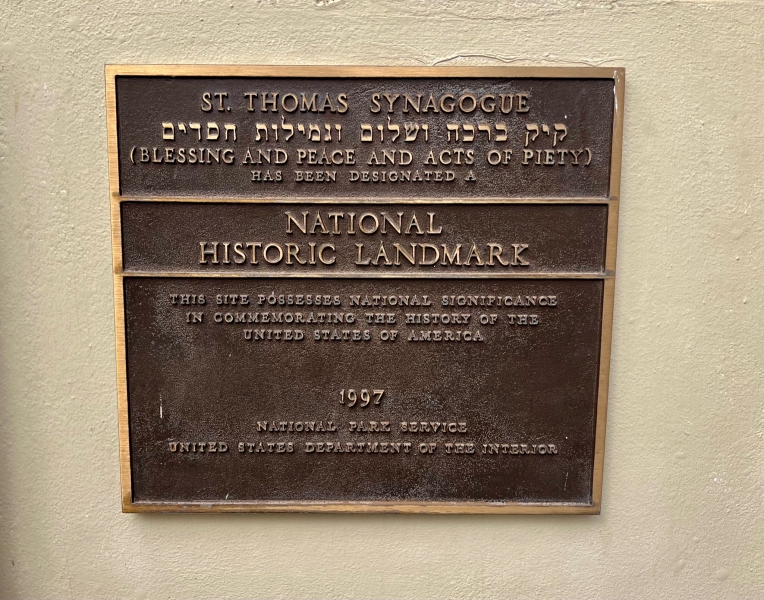 ST. THOMAS SYNAGOGUE
קיק ברכה ושלום וגמילות חסדים
(BLESSING AND PEACE AND ACTS OF PIETY)
HAS BEEN DESIGNATED A
NATIONAL
HISTORIC LANDMARK
THIS SITE POSSESSES NATIONAL SIGNIFICANCE
IN COMMEMORATING THE HISTORY OF THE
UNITED STATES OF AMERICA
1997
NATIONAL PARK SERVICE
UNITED STATES DEPARTMENT OF THE INTERIOR